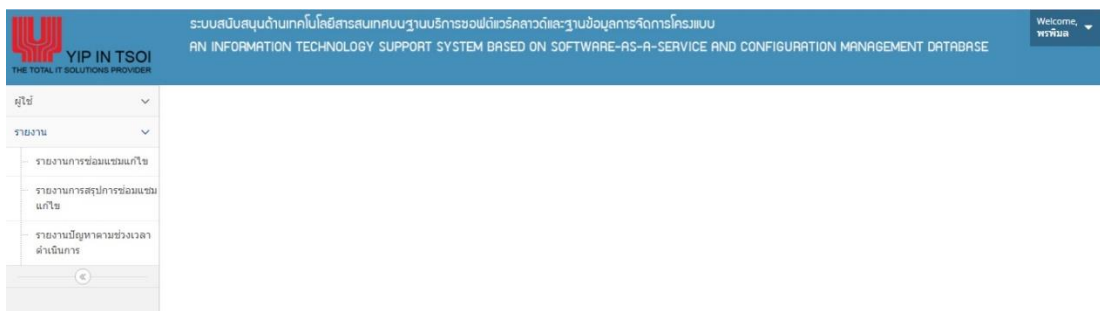 YIP IN TSOI
THE TOTAL IT SOLUTIONS PROVIDER
ระบบสนับสนุนด้านเทคโนโลยีสารสนเทศบนฐานบริการซอฟต์แวร์คลาวด์และฐานข้อมูลการจัดการโครงแบบ
AN INFORMATION TECHNOLOGY SUPPORT SYSTEM BASED ON SOFTWARE-AS-A-SERVICE AND CONFIGURATION MANAGEMENT DATABASE
Welcome,
พรพิมล
ผู้ใช้
รายงาน
รายงานการซ่อมแซมแก้ไข
รายงานการสรุปการซ่อมแซม
แก้ไข
รายงานปัญหาตามช่วงเวลา
ดำเนินการ